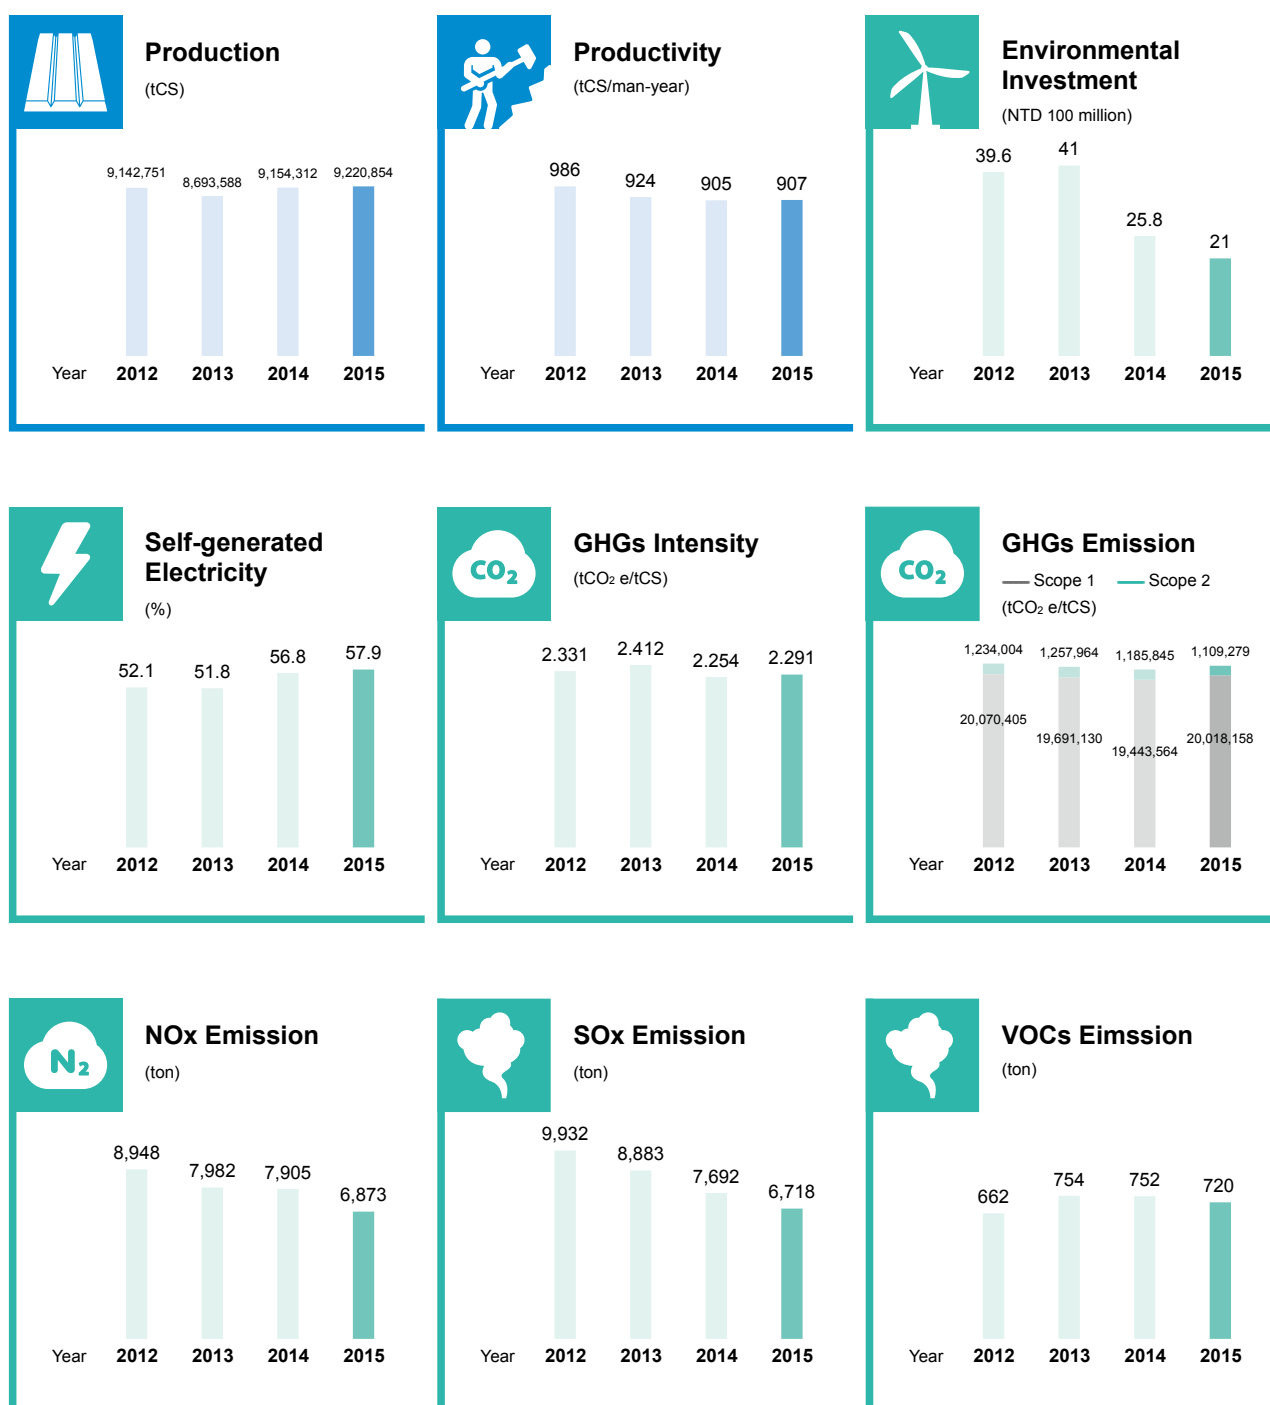 Production
(tCS)
9,142,751
8,693,588
9,154,312
9,220,854
Year 2012 2013 2014 2015
Productivity
(tCS/man-year)
986
924
905
907
Year 2012 2013 2014 2015
Environmental
Investment
(NTD 100 million)
39.6
41
25.8
21
Year 2012 2013 2014 2015
Self-generated
Electricity
(%)
52.1
51.8
56.8
57.9
Year 2012 2013 2014 2015
CO₂
GHGs Intensity
(tCO₂ e/tCS)
2.331
2.412
2.254
2.291
Year 2012 2013 2014 2015
CO₂
GHGs Emission
Scope 1 Scope 2
(tCO₂ e/tCS)
1,234,004 1,257,964 1,185,845 1,109,279
20,070,405
19,691,130
19,443,564
20,018,158
Year 2012 2013 2014 2015
N₂
NOx Emission
(ton)
8,948
7,982
7,905
6,873
Year 2012 2013 2014 2015
SOx Emission
(ton)
9,932
8,883
7,692
6,718
Year 2012 2013 2014 2015
VOCs Eimssion
(ton)
662
754
752
720
Year 2012 2013 2014 2015